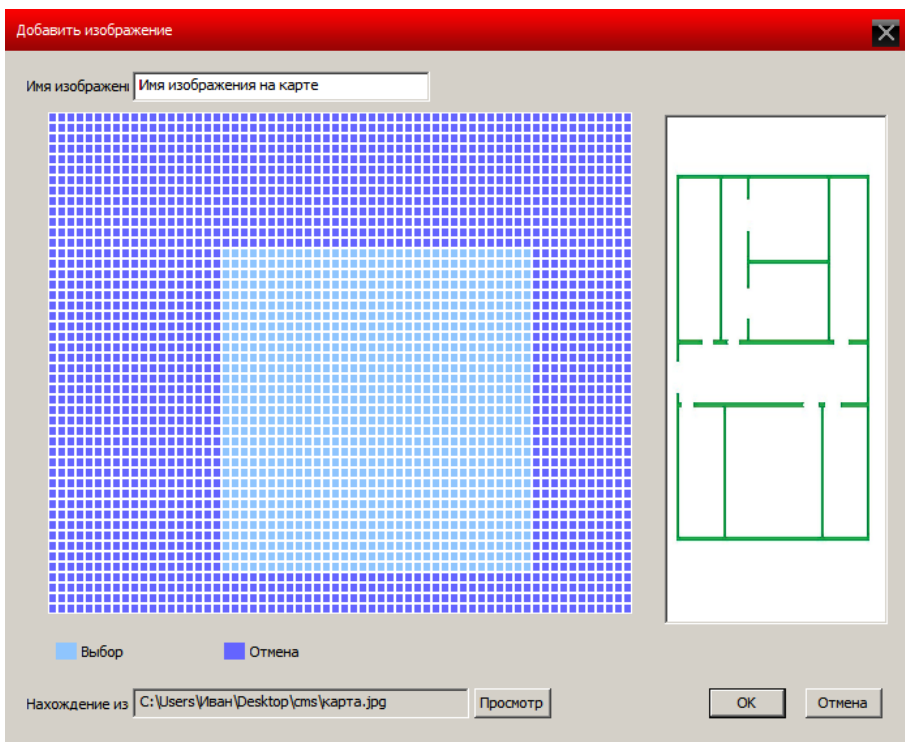 Добавить изображение
Имя изображени Имя изображения на карте
Выбор Отмена
Нахождение из C:\Users\Иван\Desktop\cms\карта.jpg Просмотр OK Отмена